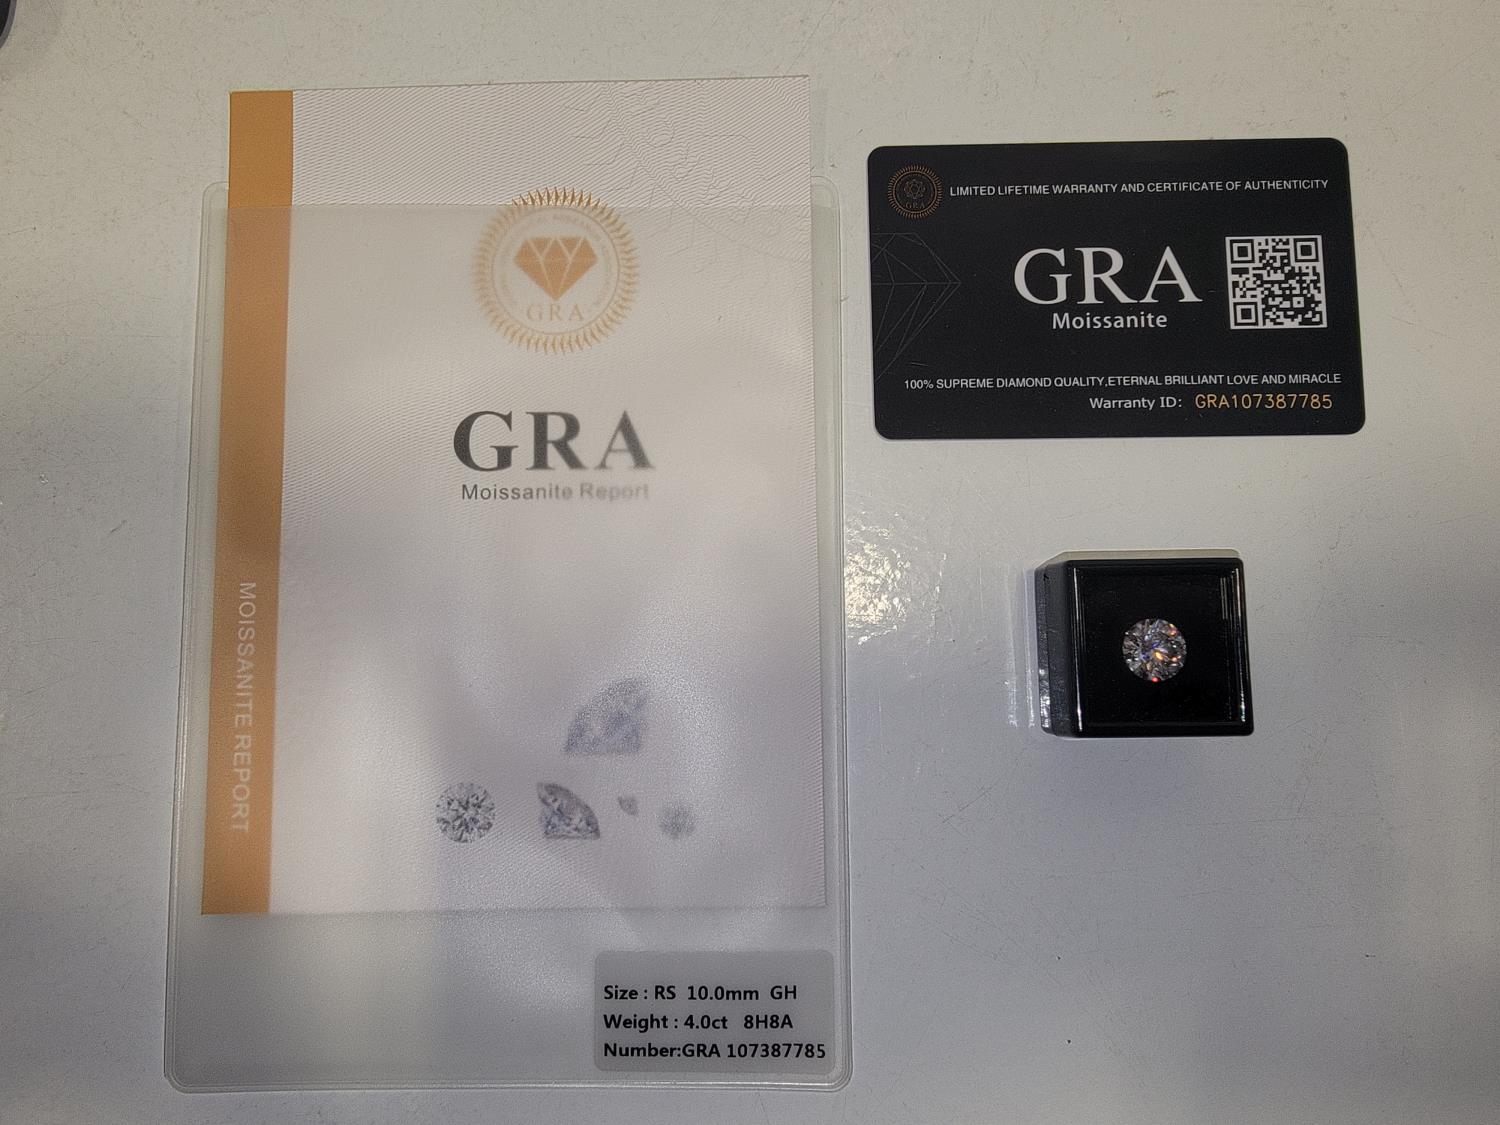 GRA
GRA
Moissanite Report
MOISSANITE REPORT
Size : RS 10.0mm GH
Weight : 4.0ct 8H8A
Number:GRA 107387785
GRA
LIMITED LIFETIME WARRANTY AND CERTIFICATE OF AUTHENTICITY
GRA
Moissanite
100% SUPREME DIAMOND QUALITY,ETERNAL BRILLIANT LOVE AND MIRACLE
Warranty ID: GRA107387785